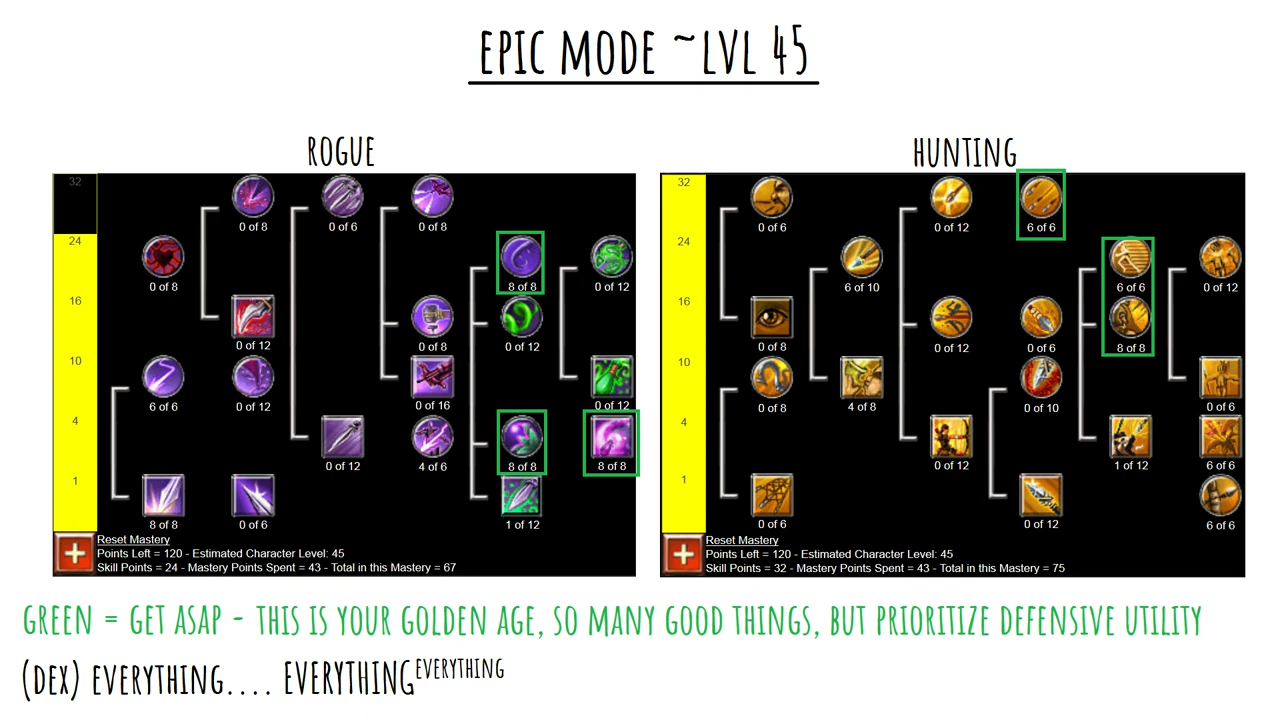 EPIC MODE ~LVL 45
ROGUE
HUNTING
32
0 of 8
0 of 6
0 of 8
24
0 of 8
8 of 8
0 of 12
16
0 of 12
0 of 8
0 of 12
10
6 of 6
0 of 12
0 of 16
0 of 12
4
0 of 12
4 of 6
8 of 8
8 of 8
1
8 of 8
0 of 6
1 of 12
Reset Mastery
Points Left = 120 - Estimated Character Level: 45
Skill Points = 24 - Mastery Points Spent = 43 - Total in this Mastery = 67
32
0 of 6
0 of 12
6 of 6
24
6 of 10
6 of 6
0 of 12
16
0 of 8
0 of 12
0 of 6
8 of 8
10
0 of 8
4 of 8
0 of 10
0 of 6
4
0 of 12
1 of 12
6 of 6
1
0 of 6
0 of 12
6 of 6
Reset Mastery
Points Left = 120 - Estimated Character Level: 45
Skill Points = 32 - Mastery Points Spent = 43 - Total in this Mastery = 75
GREEN = GET ASAP - THIS IS YOUR GOLDEN AGE, SO MANY GOOD THINGS, BUT PRIORITIZE DEFENSIVE UTILITY
(DEX) EVERYTHING.... EVERYTHING EVERYTHING